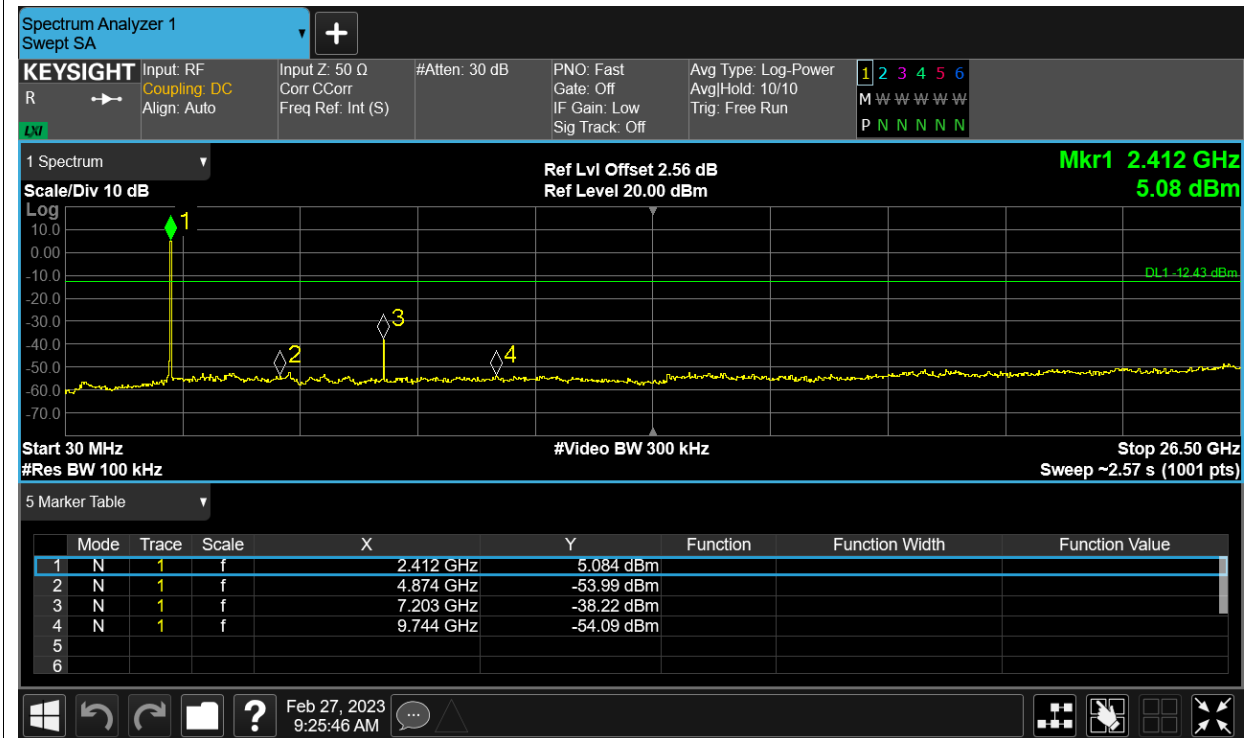 Spectrum Analyzer 1
Swept SA
KEYSIGHT
R
LXI
Input: RF
Coupling: DC
Align: Auto
Input Z: 50 Ω
Corr CCorr
Freq Ref: Int (S)
#Atten: 30 dB
PNO: Fast
Gate: Off
IF Gain: Low
Sig Track: Off
Avg Type: Log-Power
Avg|Hold: 10/10
Trig: Free Run
1 2 3 4 5 6
M W W W W W
P N N N N N N
1 Spectrum
Scale/Div 10 dB
Ref Lvl Offset 2.56 dB
Ref Level 20.00 dBm
Mkr1 2.412 GHz
5.08 dBm
Log
10.0
0.00
-10.0
-20.0
-30.0
-40.0
-50.0
-60.0
-70.0
1
2
3
4
DL1 -12.43 dBm
Start 30 MHz
#Res BW 100 kHz
#Video BW 300 kHz
Stop 26.50 GHz
Sweep ~2.57 s (1001 pts)
5 Marker Table
Mode Trace Scale X Y Function Function Width Function Value
1 N 1 f 2.412 GHz 5.084 dBm
2 N 1 f 4.874 GHz -53.99 dBm
3 N 1 f 7.203 GHz -38.22 dBm
4 N 1 f 9.744 GHz -54.09 dBm
5
6
?
Feb 27, 2023
9:25:46 AM